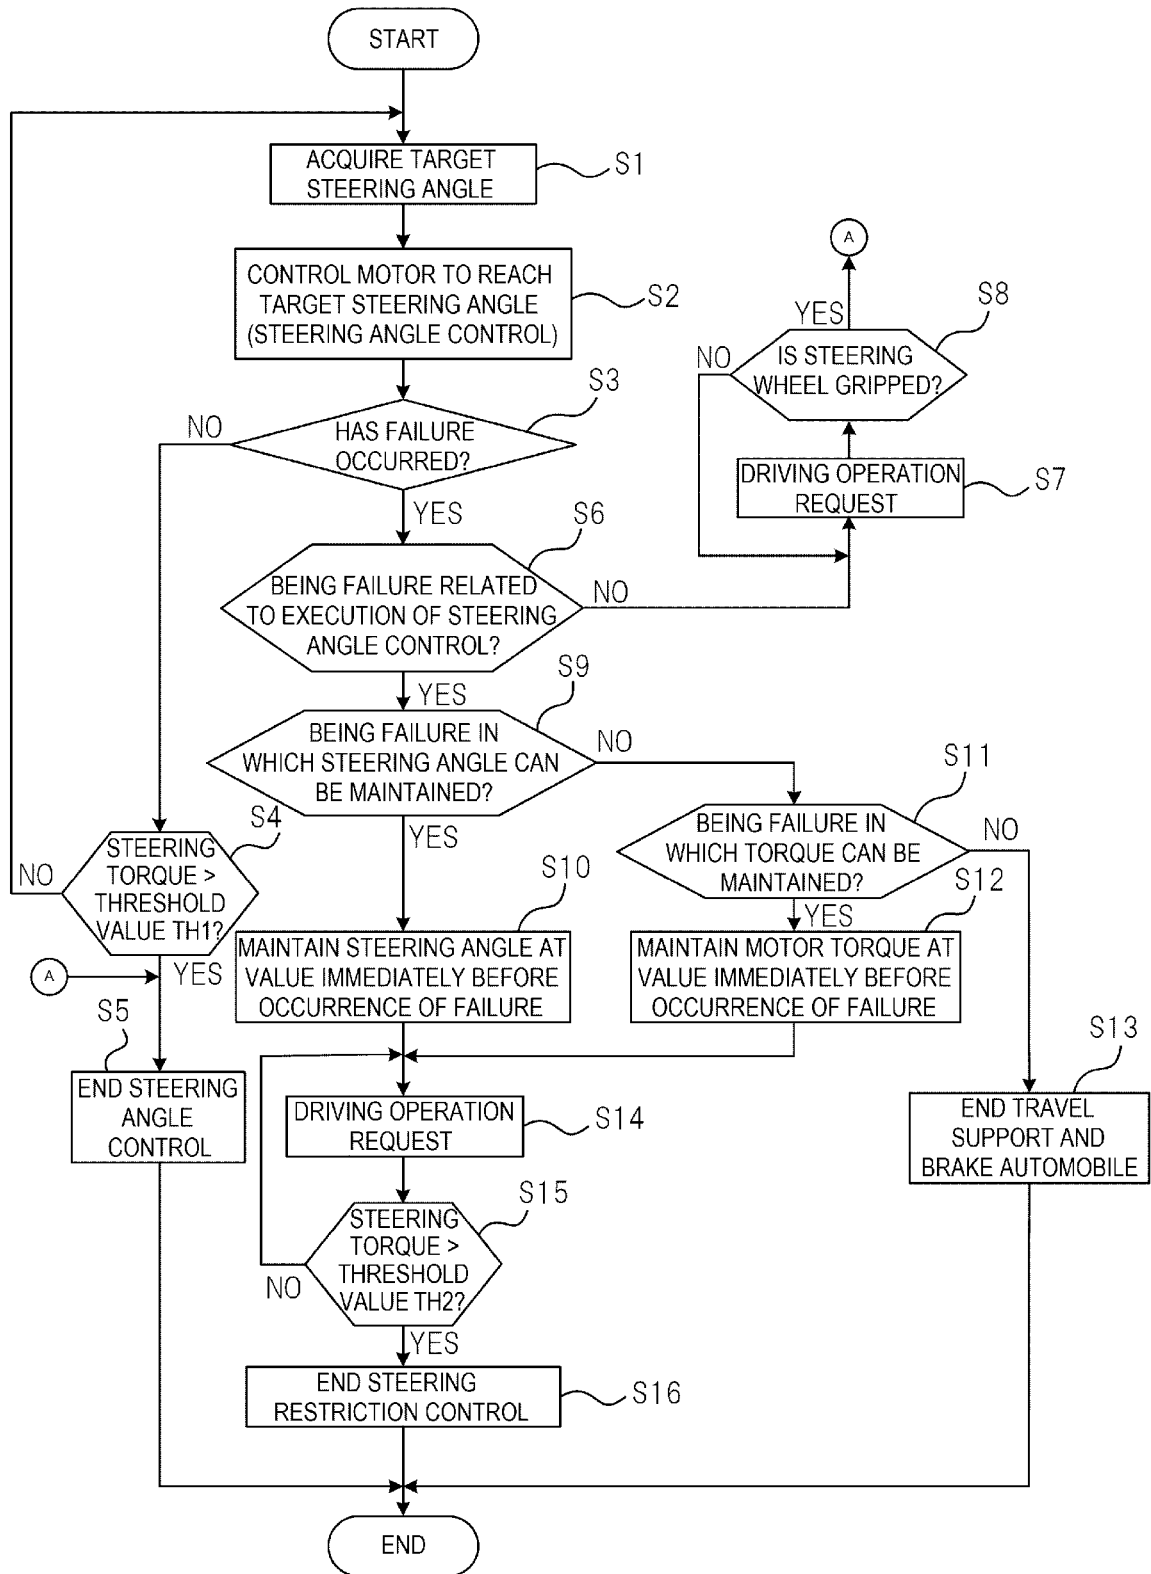 START
ACQUIRE TARGET
STEERING ANGLE
S1
CONTROL MOTOR TO REACH
TARGET STEERING ANGLE
(STEERING ANGLE CONTROL)
S2
A
YES
S8
NO
IS STEERING
WHEEL GRIPPED?
S3
NO
HAS FAILURE
OCCURRED?
YES
DRIVING OPERATION
REQUEST
S7
S6
BEING FAILURE RELATED
TO EXECUTION OF STEERING
ANGLE CONTROL?
NO
YES
S9
BEING FAILURE IN
WHICH STEERING ANGLE CAN
BE MAINTAINED?
NO
YES
S11
BEING FAILURE IN
WHICH TORQUE CAN BE
MAINTAINED?
NO
YES
S4
STEERING
TORQUE >
THRESHOLD
VALUE TH1?
NO
YES
A
S10
MAINTAIN STEERING ANGLE AT
VALUE IMMEDIATELY BEFORE
OCCURRENCE OF FAILURE
S12
MAINTAIN MOTOR TORQUE AT
VALUE IMMEDIATELY BEFORE
OCCURRENCE OF FAILURE
S5
END STEERING
ANGLE
CONTROL
S13
END TRAVEL
SUPPORT AND
BRAKE AUTOMOBILE
DRIVING OPERATION
REQUEST
S14
S15
STEERING
TORQUE >
THRESHOLD
VALUE TH2?
NO
YES
END STEERING
RESTRICTION CONTROL
S16
END